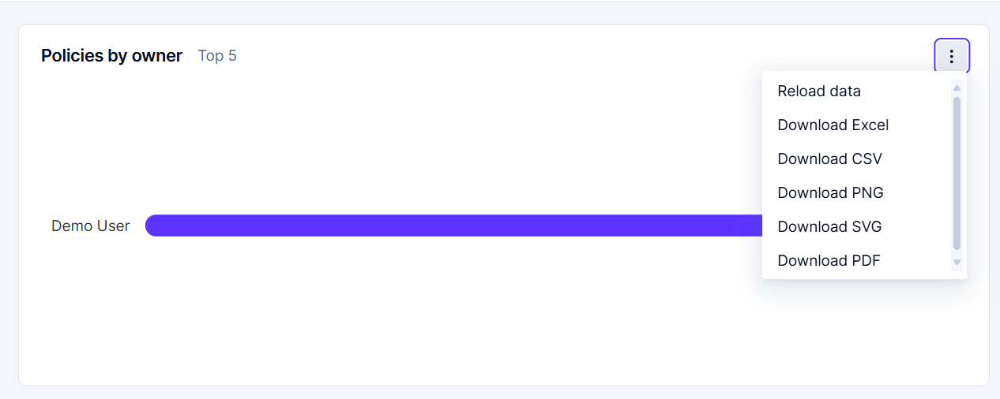 Policies by owner Top 5
Reload data
Download Excel
Download CSV
Download PNG
Download SVG
Download PDF
Demo User